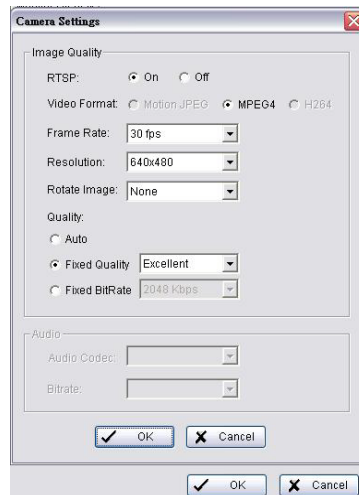 Camera Settings
Image Quality
RTSP: On Off
Video Format: Motion JPEG MPEG4 H264
Frame Rate: 30 fps
Resolution: 640x480
Rotate Image: None
Quality:
Auto
Fixed Quality Excellent
Fixed BitRate 2048 Kbps
Audio
Audio Codec:
Bitrate:
OK Cancel
OK Cancel